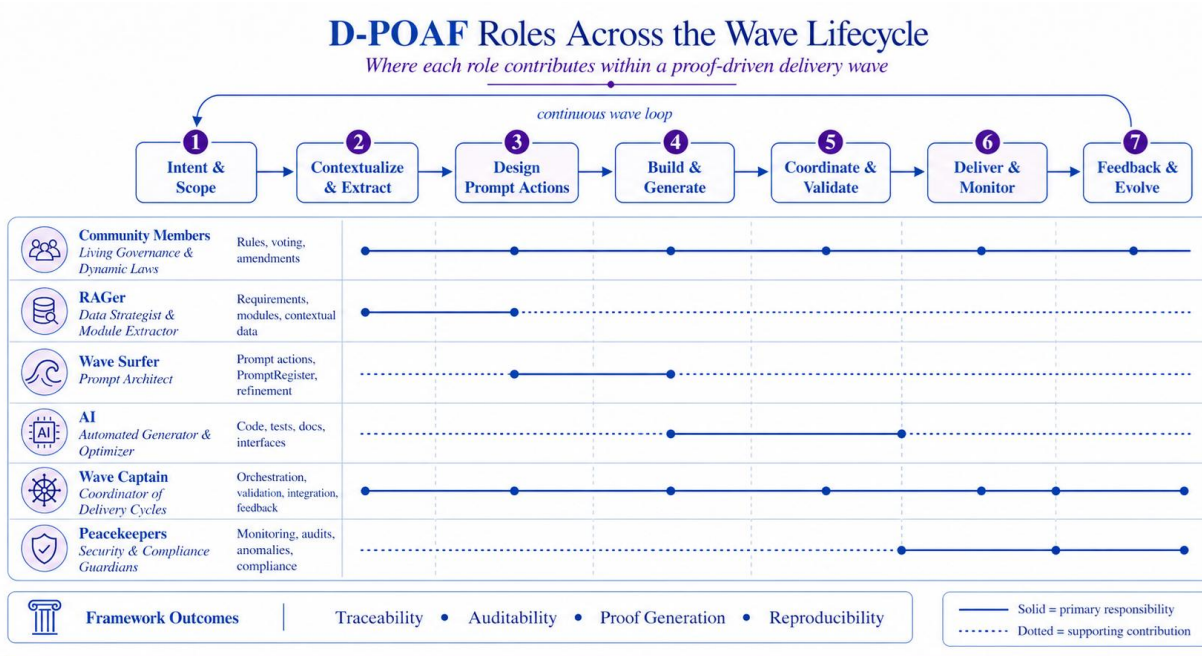 D-POAF Roles Across the Wave Lifecycle
Where each role contributes within a proof-driven delivery wave
continuous wave loop
1
Intent &
Scope
2
Contextualize
& Extract
3
Design
Prompt Actions
4
Build &
Generate
5
Coordinate &
Validate
6
Deliver &
Monitor
7
Feedback &
Evolve
Community Members
Living Governance &
Dynamic Laws
Rules, voting,
amendments
RAGer
Data Strategist &
Module Extractor
Requirements,
modules, contextual
data
Wave Surfer
Prompt Architect
Prompt actions,
PromptRegister,
refinement
AI
AI
Automated Generator &
Optimizer
Code, tests, docs,
interfaces
Wave Captain
Coordinator of
Delivery Cycles
Orchestration,
validation, integration,
feedback
Peacekeepers
Security & Compliance
Guardians
Monitoring, audits,
anomalies,
compliance
Framework Outcomes
Traceability • Auditability • Proof Generation • Reproducibility
Solid = primary responsibility
Dotted = supporting contribution